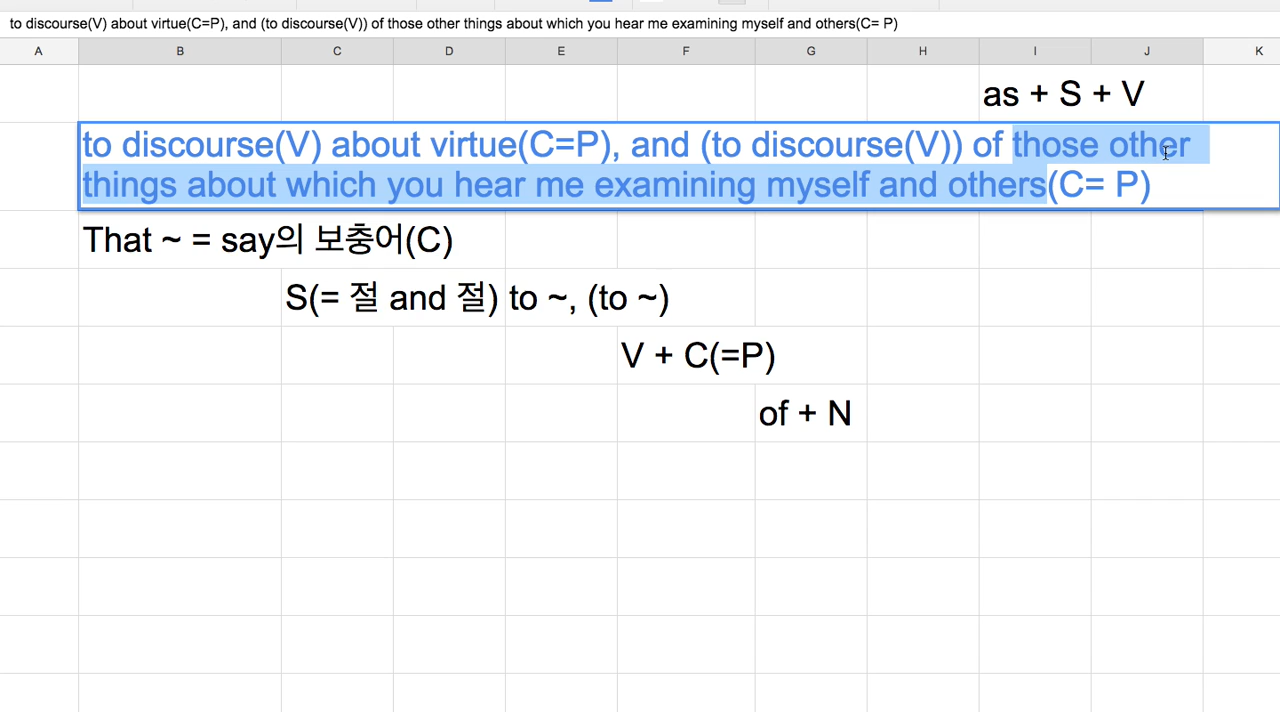 to discourse(V) about virtue(C=P), and (to discourse(V)) of those other things about which you hear me examining myself and others(C= P)
A B C D E F G H I J K
as + S + V
to discourse(V) about virtue(C=P), and (to discourse(V)) of those other
things about which you hear me examining myself and others(C= P)
That ~ = say의 보충어(C)
S(= 절 and 절) to ~, (to ~)
V + C(=P)
of + N